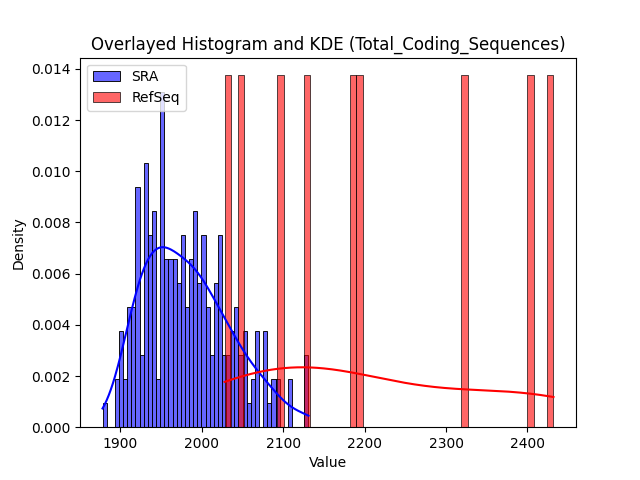 Overlayed Histogram and KDE (Total_Coding_Sequences)
SRA
RefSeq
0.014
0.012
0.010
0.008
0.006
0.004
0.002
0.000
Density
1900 2000 2100 2200 2300 2400
Value